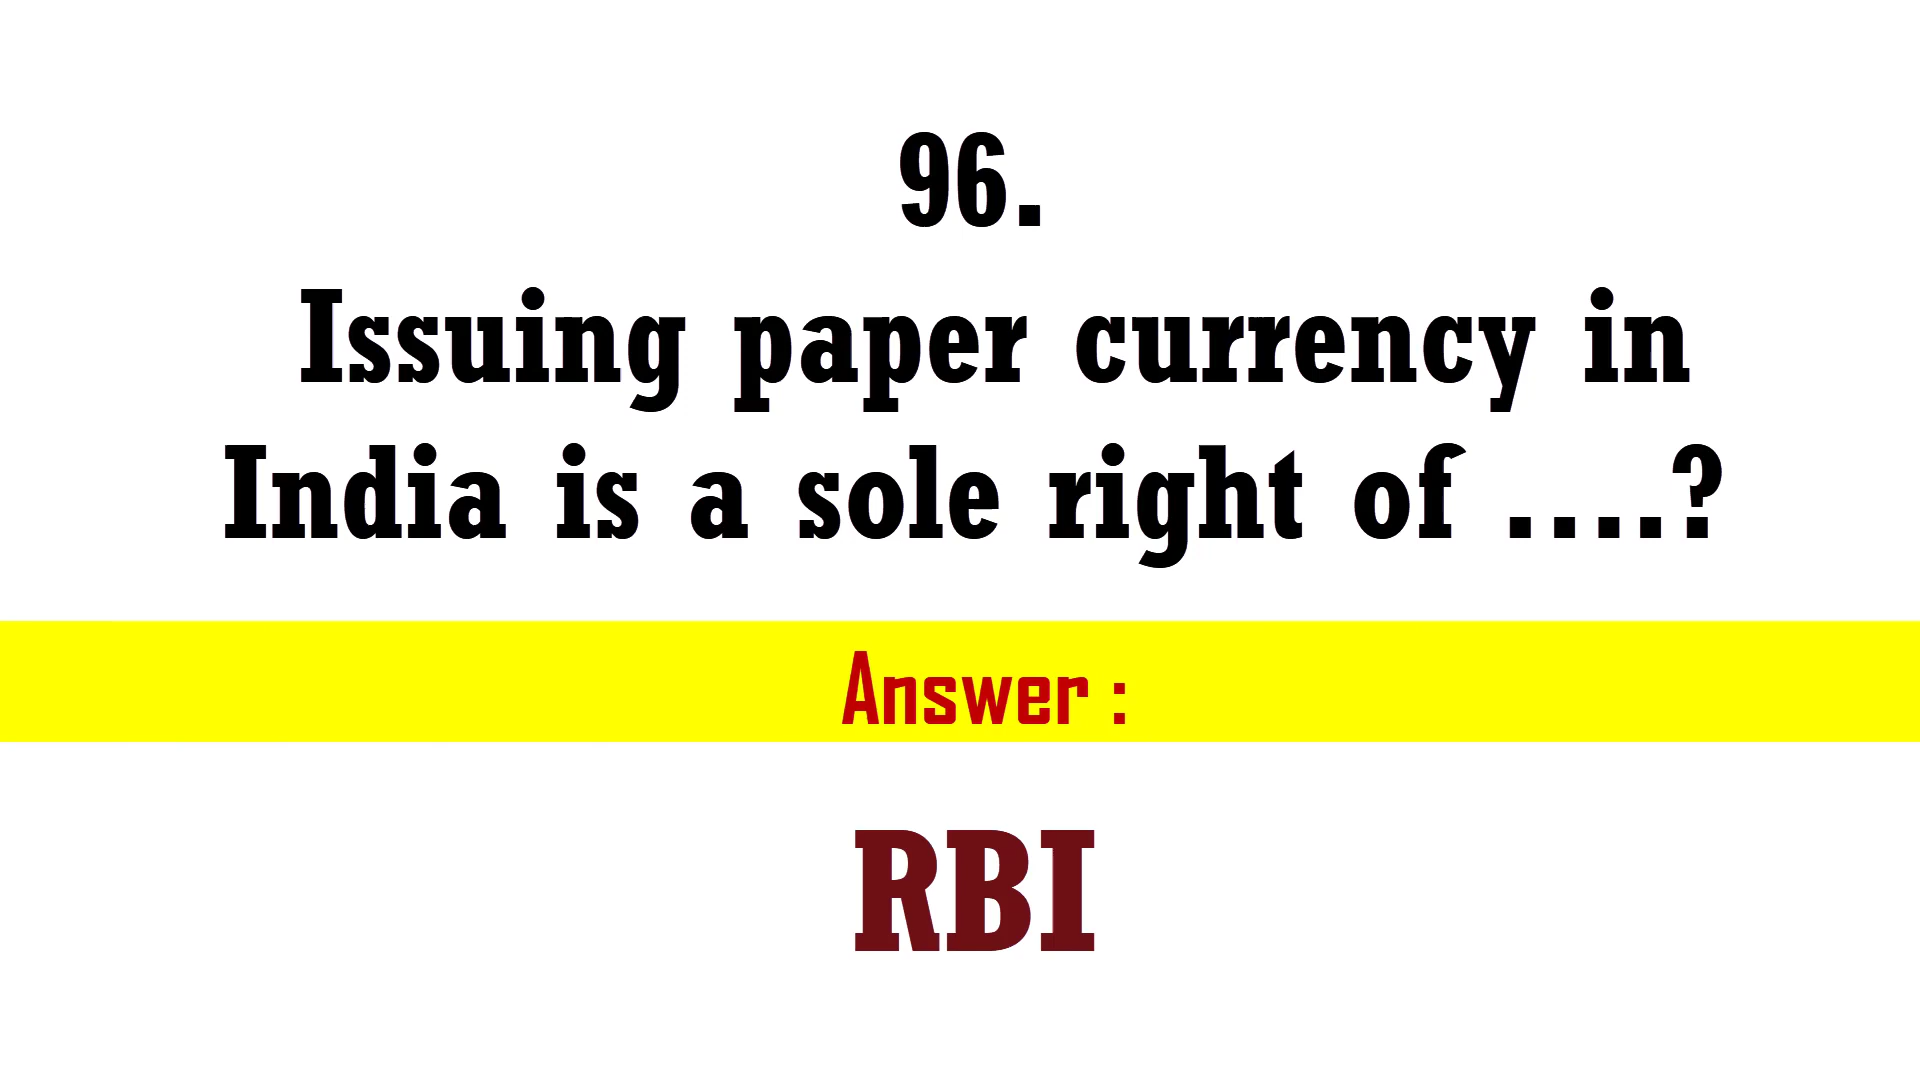 96.
Issuing paper currency in
India is a sole right of ....?
Answer :
RBI